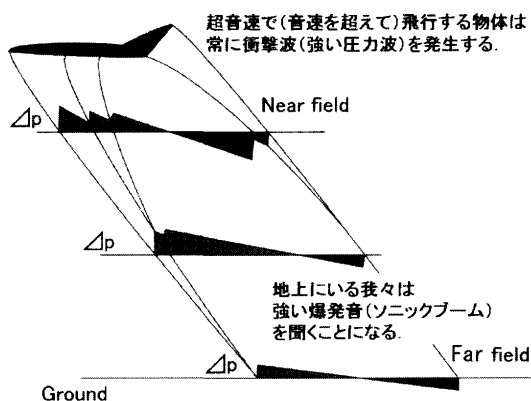 超音速で(音速を超えて)飛行する物体は
常に衝撃波(強い圧力波)を発生する.
Near field
⊿p
⊿p
地上にいる我々は
強い爆発音(ソニックブーム)
を聞くことになる.
⊿p
Far field
Ground